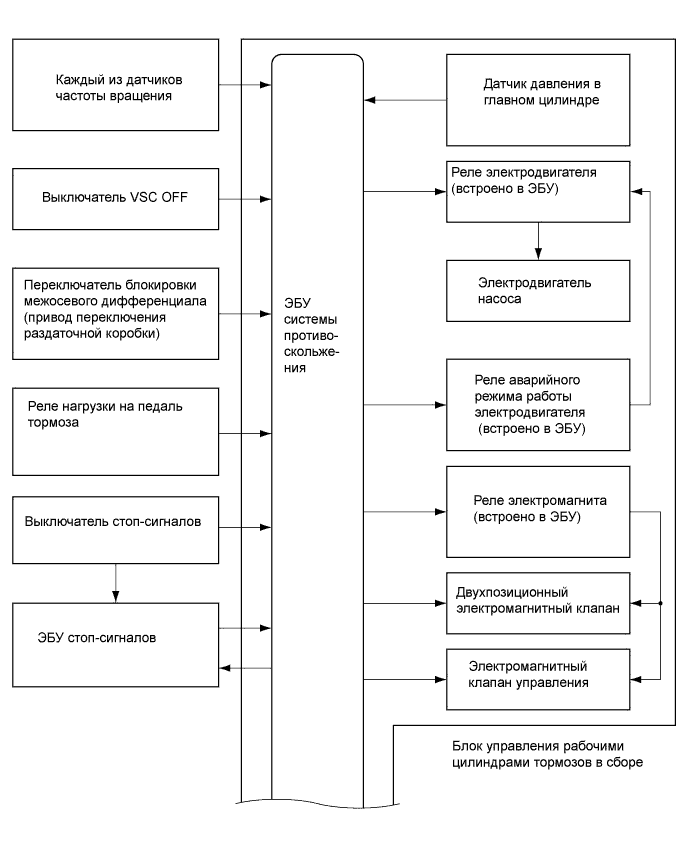 Каждый из датчиков
частоты вращения
Выключатель VSC OFF
Переключатель блокировки
межосевого дифференциала
(привод переключения
раздаточной коробки)
Реле нагрузки на педаль
тормоза
Выключатель стоп-сигналов
ЭБУ стоп-сигналов
ЭБУ
системы
противо-
скольже-
ния
Датчик давления в
главном цилиндре
Реле электродвигателя
(встроено в ЭБУ)
Электродвигатель
насоса
Реле аварийного
режима работы
электродвигателя
(встроено в ЭБУ)
Реле электромагнита
(встроено в ЭБУ)
Двухпозиционный
электромагнитный клапан
Электромагнитный
клапан управления
Блок управления рабочими
цилиндрами тормозов в сборе